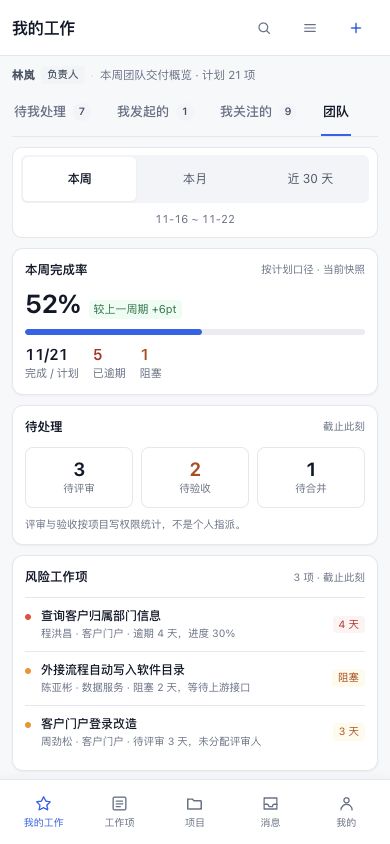 我的工作
林岚 负责人 · 本周团队交付概览 · 计划 21 项
待我处理 7 我发起的 1 我关注的 9 团队
本周 本月 近 30 天
11-16 ~ 11-22
本周完成率 按计划口径 · 当前快照
52% 较上一周期 +6pt
11/21 5 1
完成 / 计划 已逾期 阻塞
待处理 截止此刻
3 2 1
待评审 待验收 待合并
评审与验收按项目写权限统计，不是个人指派。
风险工作项 3 项 · 截止此刻
查询客户归属部门信息
程洪昌 · 客户门户 · 逾期 4 天，进度 30% 4 天
外接流程自动写入软件目录
陈亚彬 · 数据服务 · 阻塞 2 天，等待上游接口 阻塞
客户门户登录改造
周劲松 · 客户门户 · 待评审 3 天，未分配评审人 3 天
我的工作 工作项 项目 消息 我的